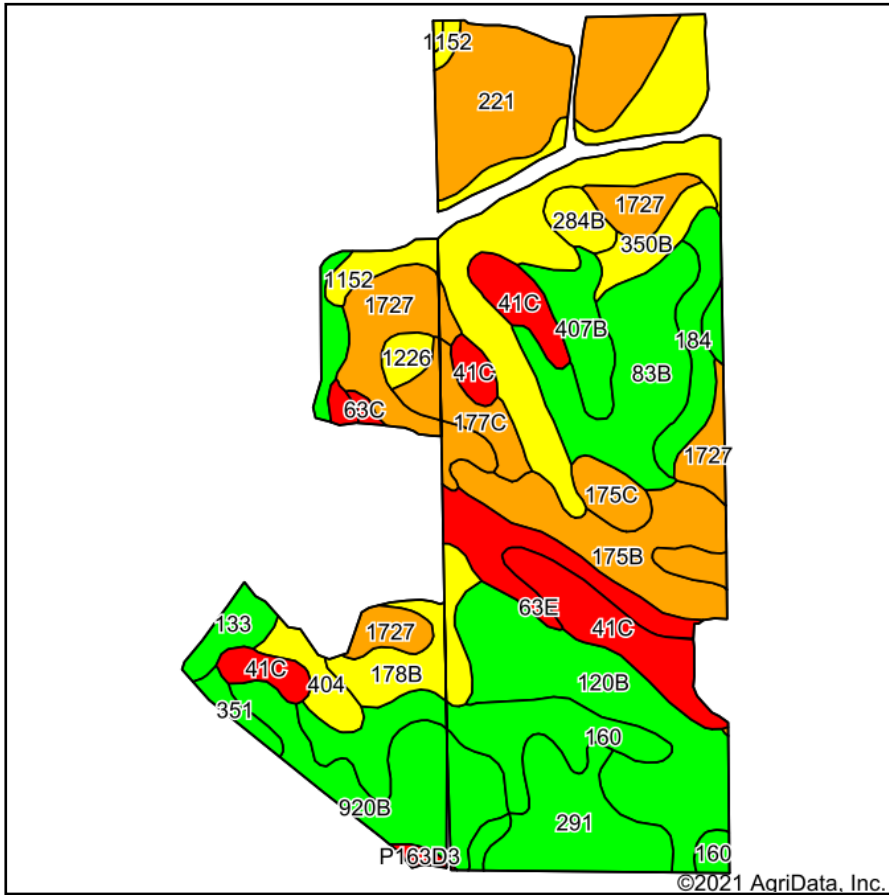 1152
221
1727
284B
350B
1152
1727
41C
407B
184
1226
41C
83B
63C
177C
1727
175C
175B
63E
41C
133
1727
41C
404
178B
120B
351
160
920B
291
P163D3
160
©2021 AgriData, Inc.